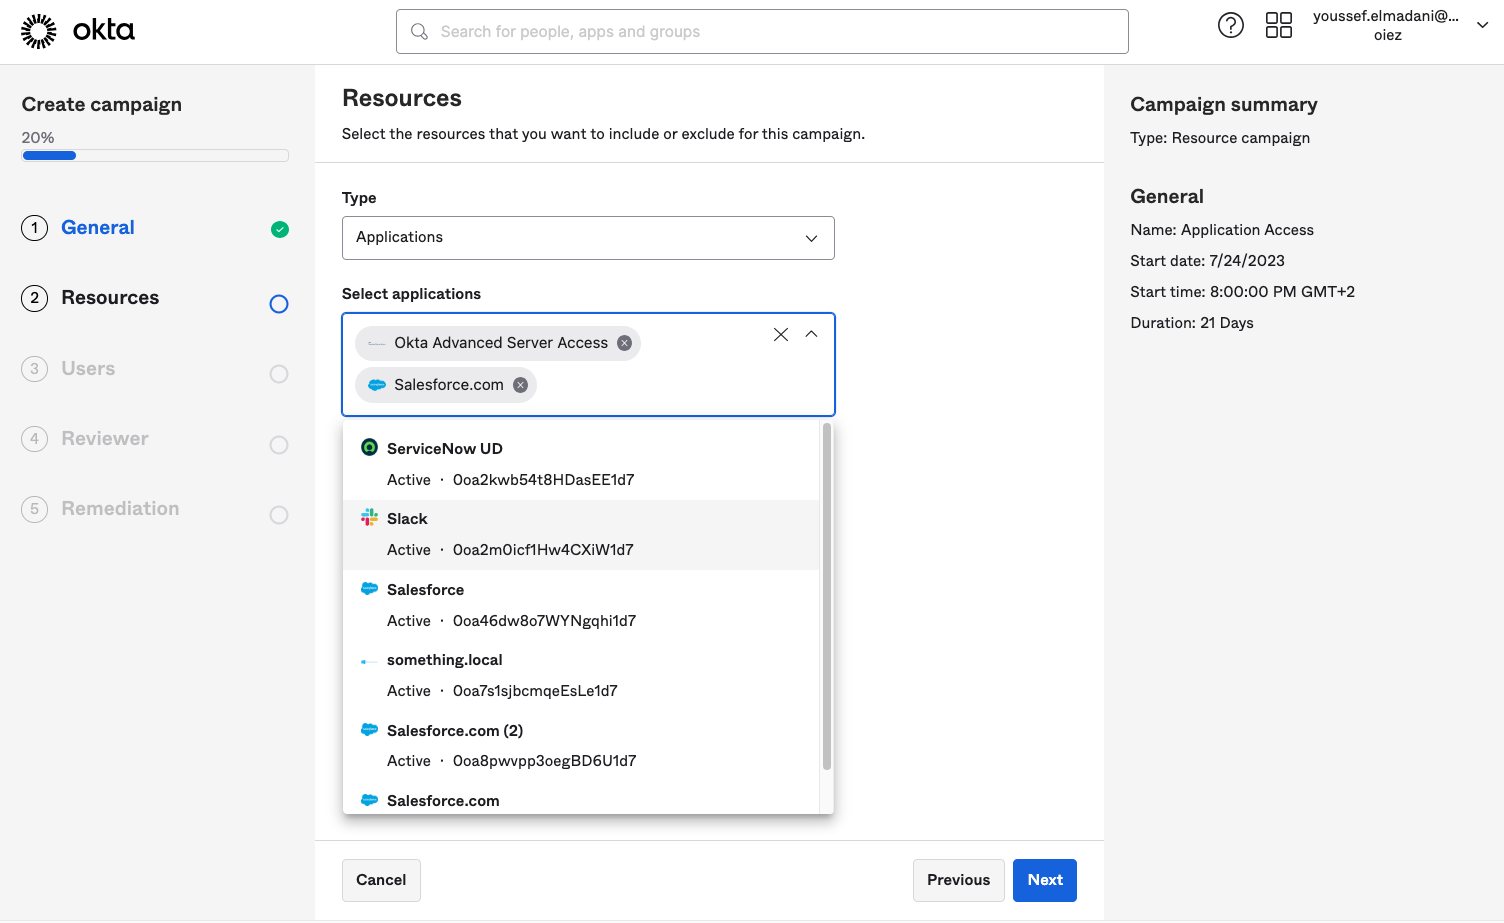 okta
Search for people, apps and groups
youssef.elmadani@...
oiez
Create campaign
20%
1 General
2 Resources
3 Users
4 Reviewer
5 Remediation
Resources
Select the resources that you want to include or exclude for this campaign.
Type
Applications
Select applications
Okta Advanced Server Access
Salesforce.com
ServiceNow UD
Active · 0oa2kwb54t8HDasEE1d7
Slack
Active · 0oa2m0icf1Hw4CXiW1d7
Salesforce
Active · 0oa46dw8o7WYNgqhi1d7
something.local
Active · 0oa7s1sjbcmqeEsLe1d7
Salesforce.com (2)
Active · 0oa8pwvpp3oegBD6U1d7
Salesforce.com
Cancel
Previous
Next
Campaign summary
Type: Resource campaign
General
Name: Application Access
Start date: 7/24/2023
Start time: 8:00:00 PM GMT+2
Duration: 21 Days